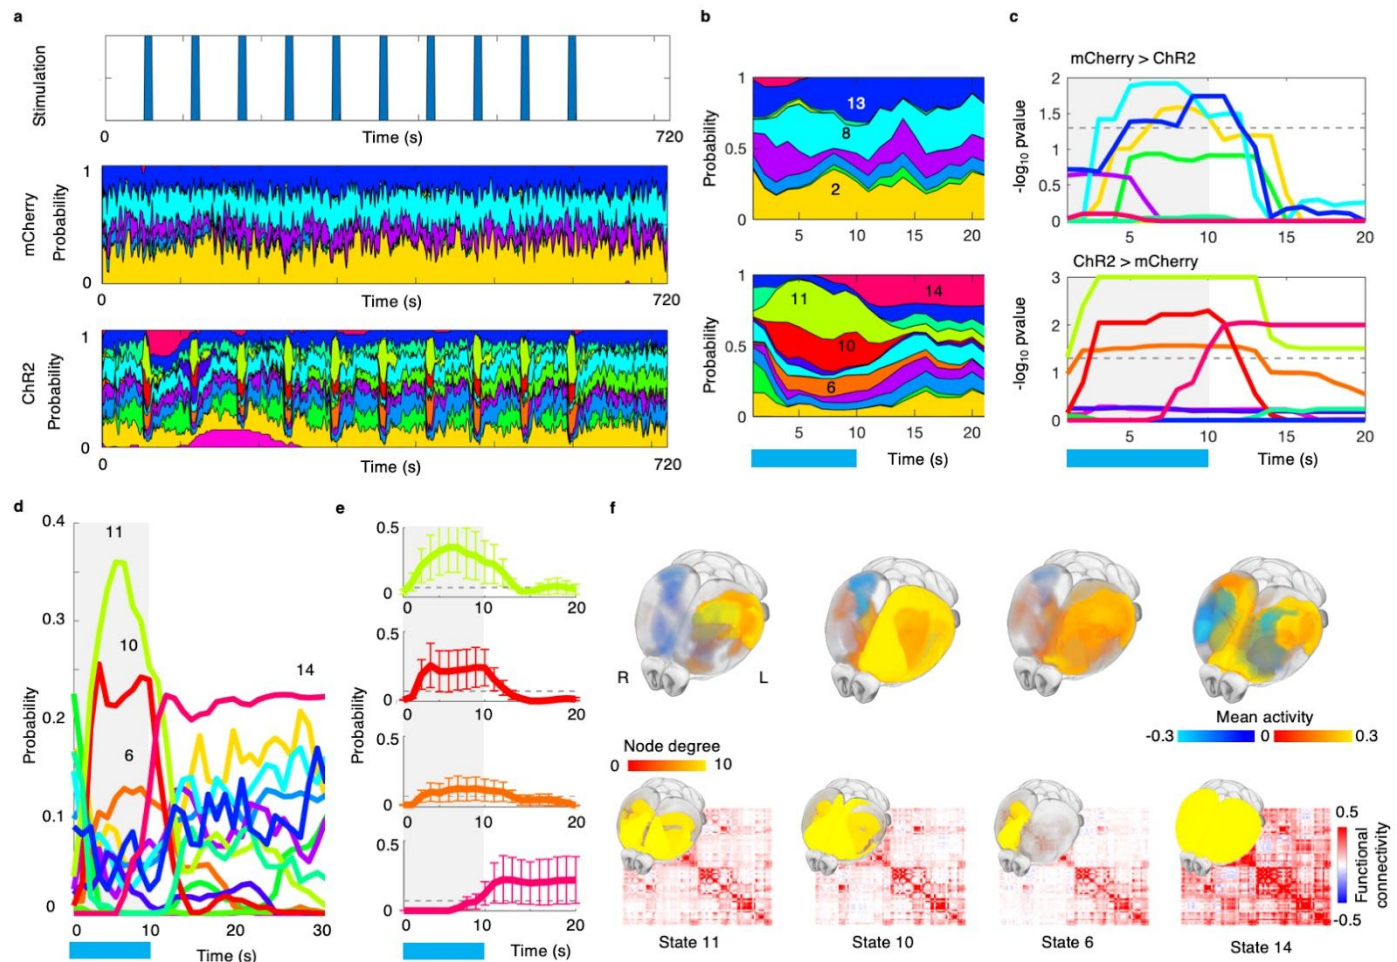 a
Stimulation
0
Time (s)
720
mCherry
Probability
1
0
0
Time (s)
720
ChR2
Probability
1
0
0
Time (s)
720
b
Probability
1
0.5
0
13
8
2
5
10
15
20
Probability
1
0.5
0
11
14
10
6
5
10
15
20
Time (s)
c
mCherry > ChR2
-log10 pvalue
2
1.5
1
0.5
0
5
10
15
20
ChR2 > mCherry
-log10 pvalue
3
2
1
0
5
10
15
20
Time (s)
d
Probability
0.4
0.3
0.2
0.1
0
11
10
6
14
0
10
20
30
Time (s)
e
Probability
0.5
0
0
10
20
0.5
0
0
10
20
0
0
10
20
0.5
0
0
10
20
Time (s)
f
R
L
Mean activity
-0.3
0
0.3
Node degree
0
10
0.5
-0.5
Functional
connectivity
State 11
State 10
State 6
State 14